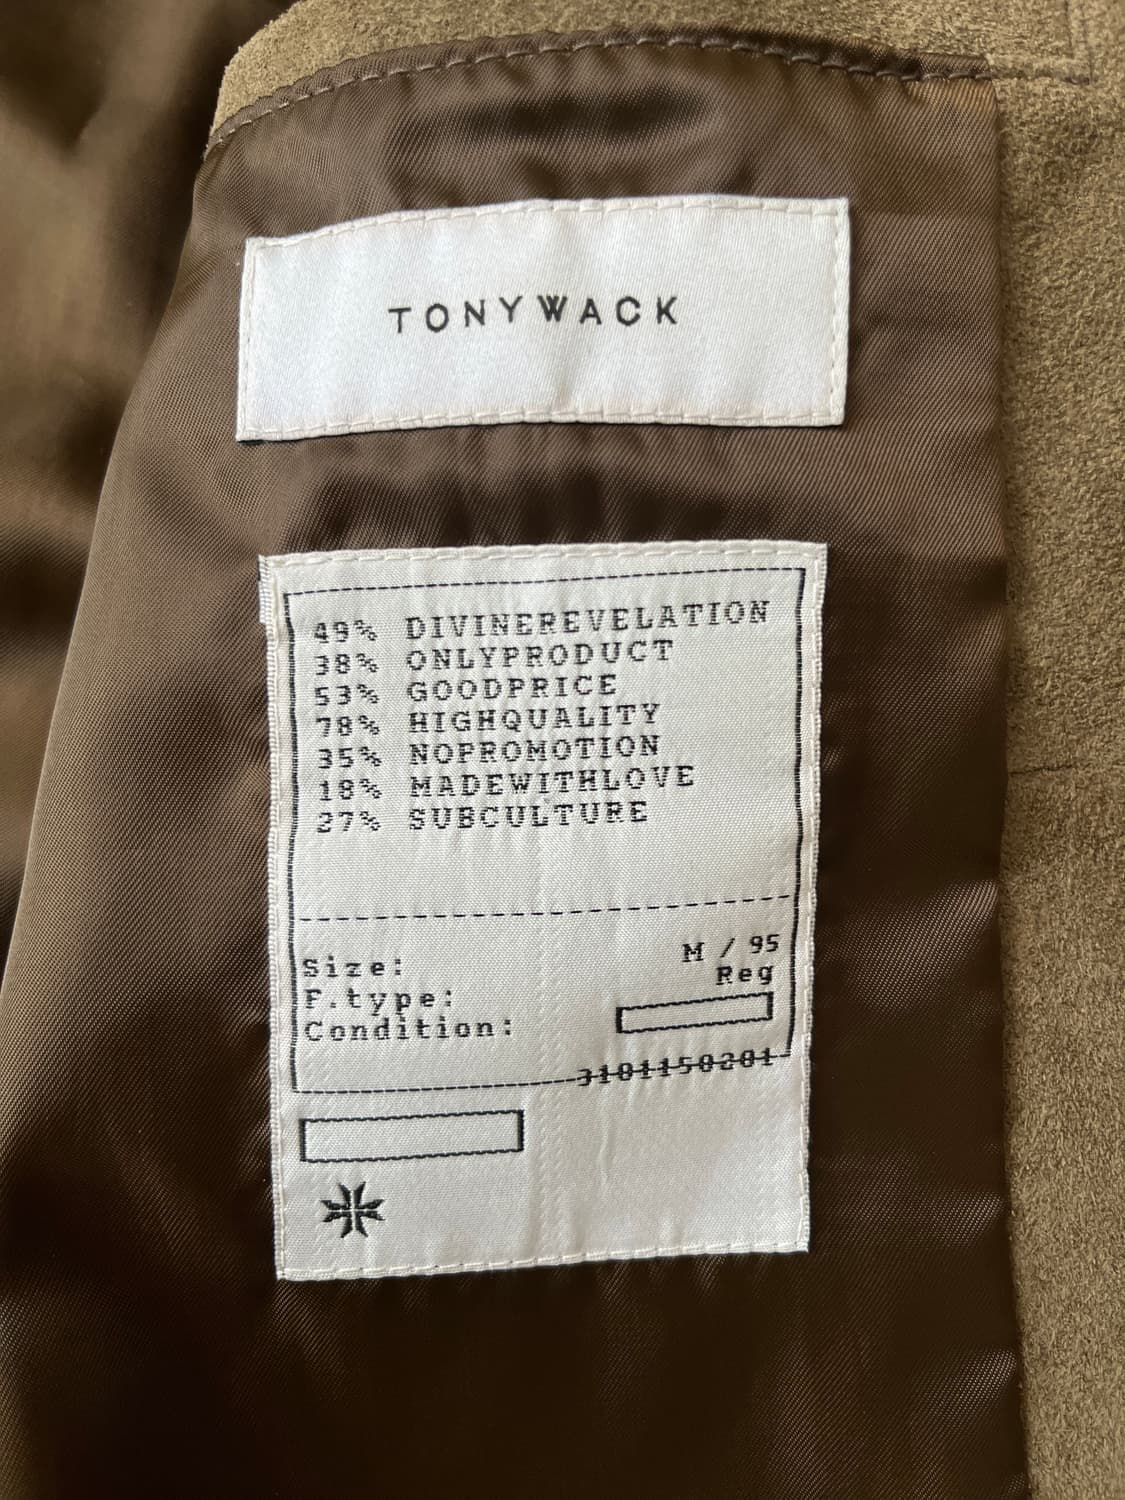 TONYWACK
49% DIVINEREVELATION
38% ONLYPRODUCT
53% GOODPRICE
78% HIGHQUALITY
35% NOPROMOTION
18% MADEWITHLOVE
27% SUBCULTURE
Size: M / 95
F.type: Reg
Condition:
3101150201